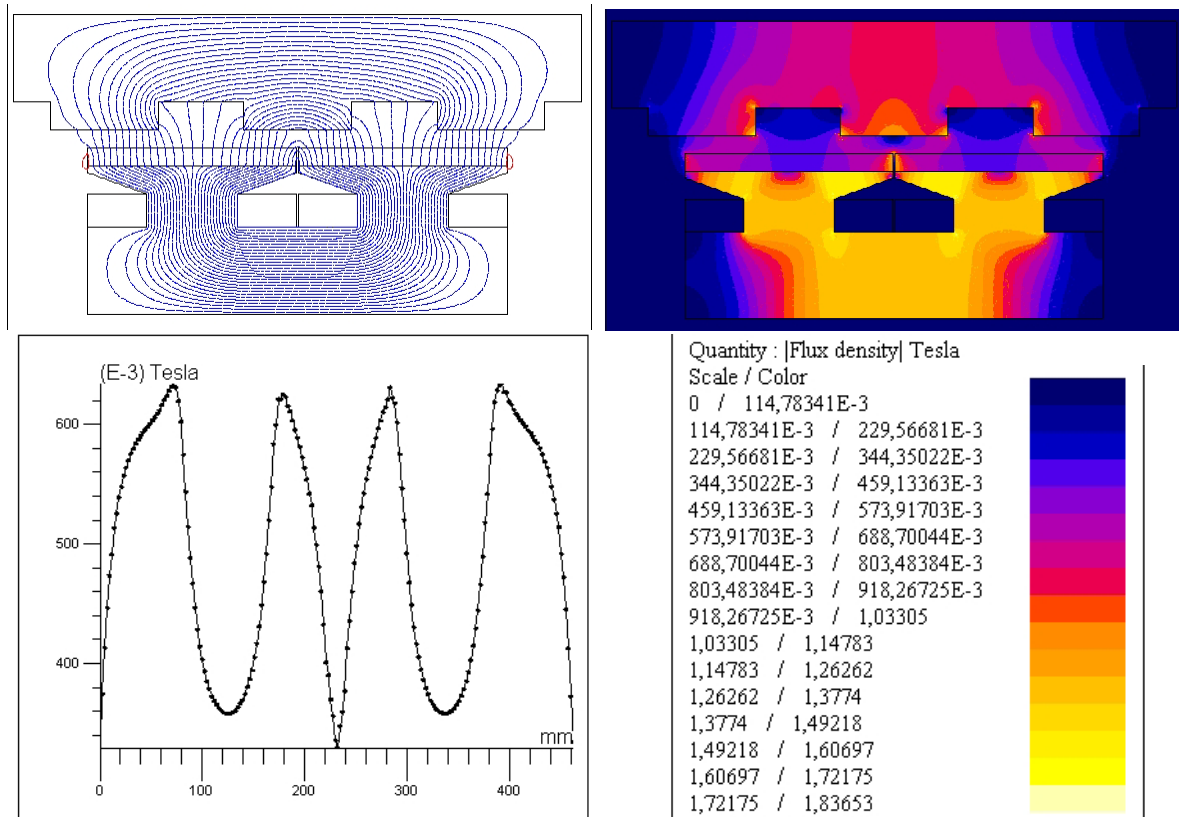 (E-3) Tesla
600
500
400
mm
0
100
200
300
400
Quantity : |Flux density| Tesla
Scale / Color
0 / 114,78341E-3
114,78341E-3 / 229,56681E-3
229,56681E-3 / 344,35022E-3
344,35022E-3 / 459,13363E-3
459,13363E-3 / 573,91703E-3
573,91703E-3 / 688,70044E-3
688,70044E-3 / 803,48384E-3
803,48384E-3 / 918,26725E-3
918,26725E-3 / 1,03305
1,03305 / 1,14783
1,14783 / 1,26262
1,26262 / 1,3774
1,3774 / 1,49218
1,49218 / 1,60697
1,60697 / 1,72175
1,72175 / 1,83653